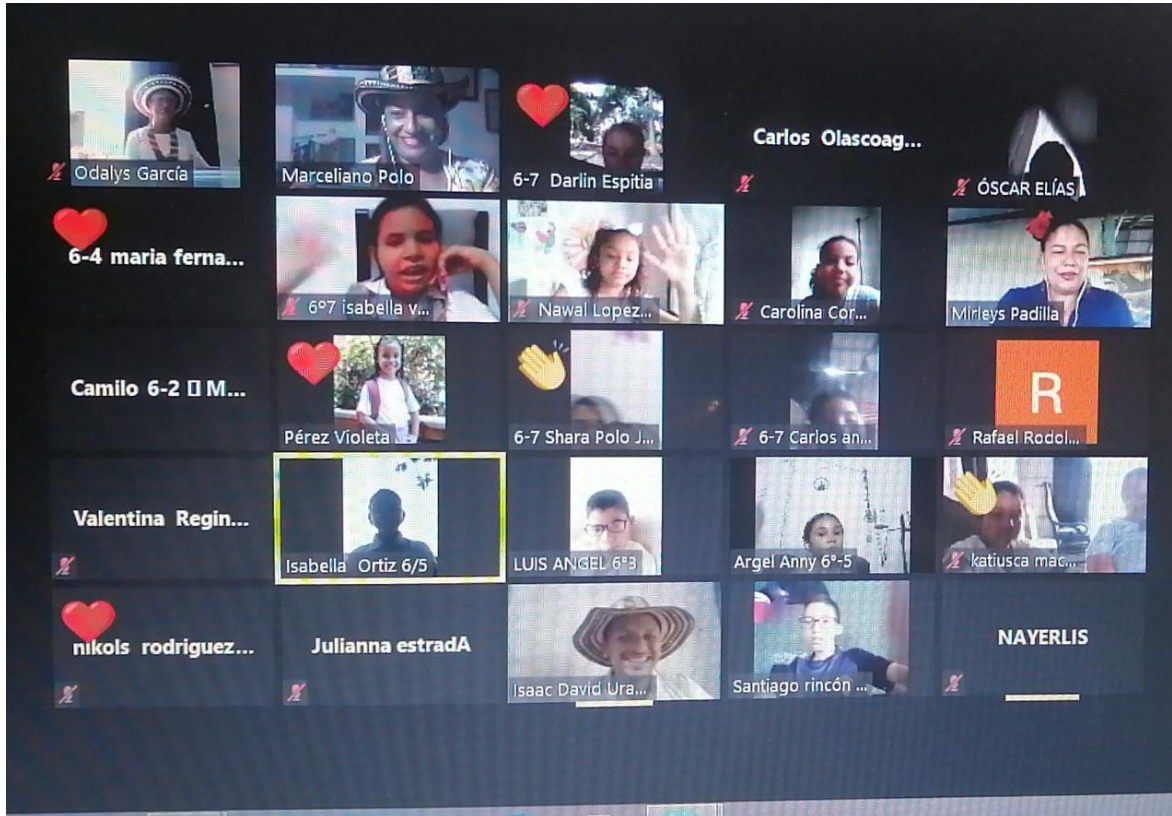 Odalys García
Marceliano Polo
6-7 Darlin Espitia
Carlos Olascoag...
ÓSCAR ELÍAS
6-4 maria ferna...
6º7 isabella v...
Nawal Lopez...
Carolina Cor...
Mirleys Padilla
Camilo 6-2 ▯ M...
Pérez Violeta
6-7 Shara Polo J...
6-7 Carlos an...
R
Rafael Rodol...
Valentina Regin...
Isabella Ortiz 6/5
LUIS ANGEL 6°3
Argel Anny 6°-5
katiusca mac...
nikols rodriguez...
Julianna estradA
Isaac David Ura...
Santiago rincón ...
NAYERLIS